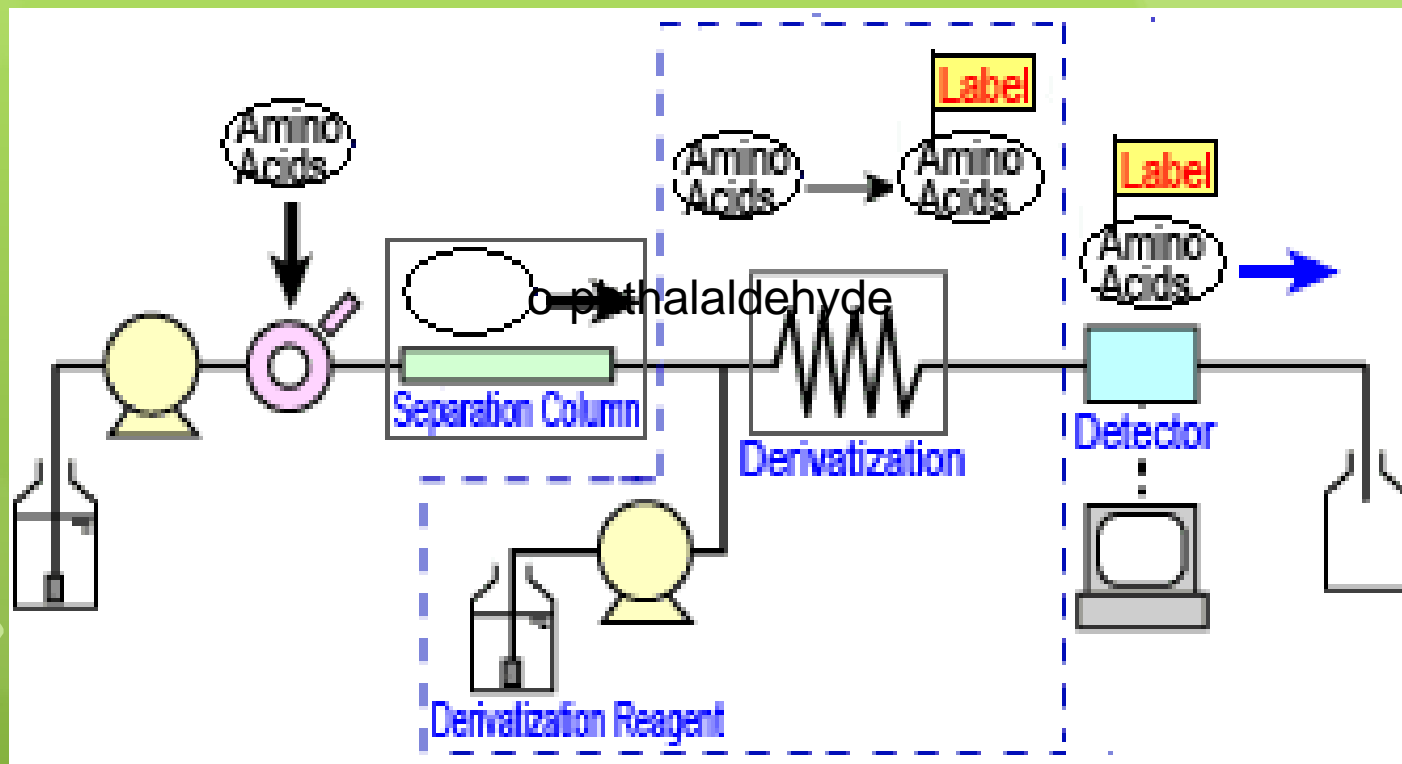 Label
Amino
Acids
Amino
Acids
Amino
Acids
Label
Amino
Acids
o-phthalaldehyde
Separation Column
Derivatization
Detector
Derivatization Reagent